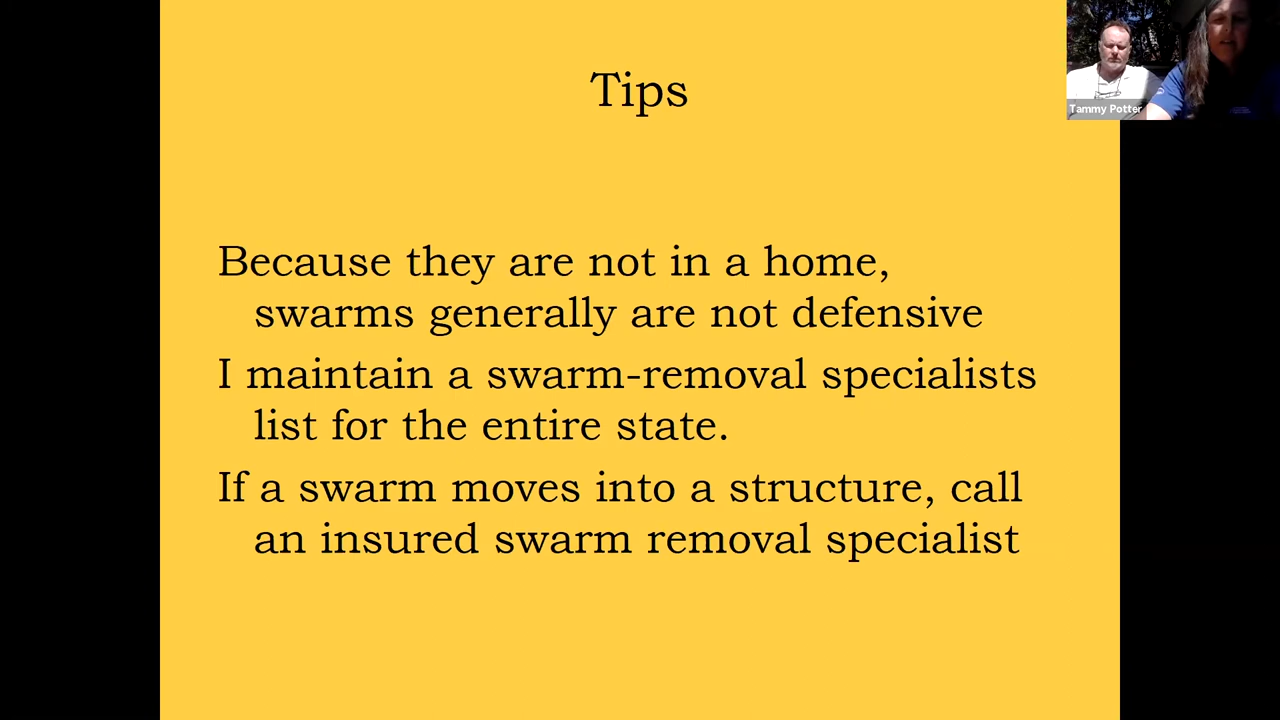 Tips
Tammy Potter
Because they are not in a home,
swarms generally are not defensive
I maintain a swarm-removal specialists
list for the entire state.
If a swarm moves into a structure, call
an insured swarm removal specialist